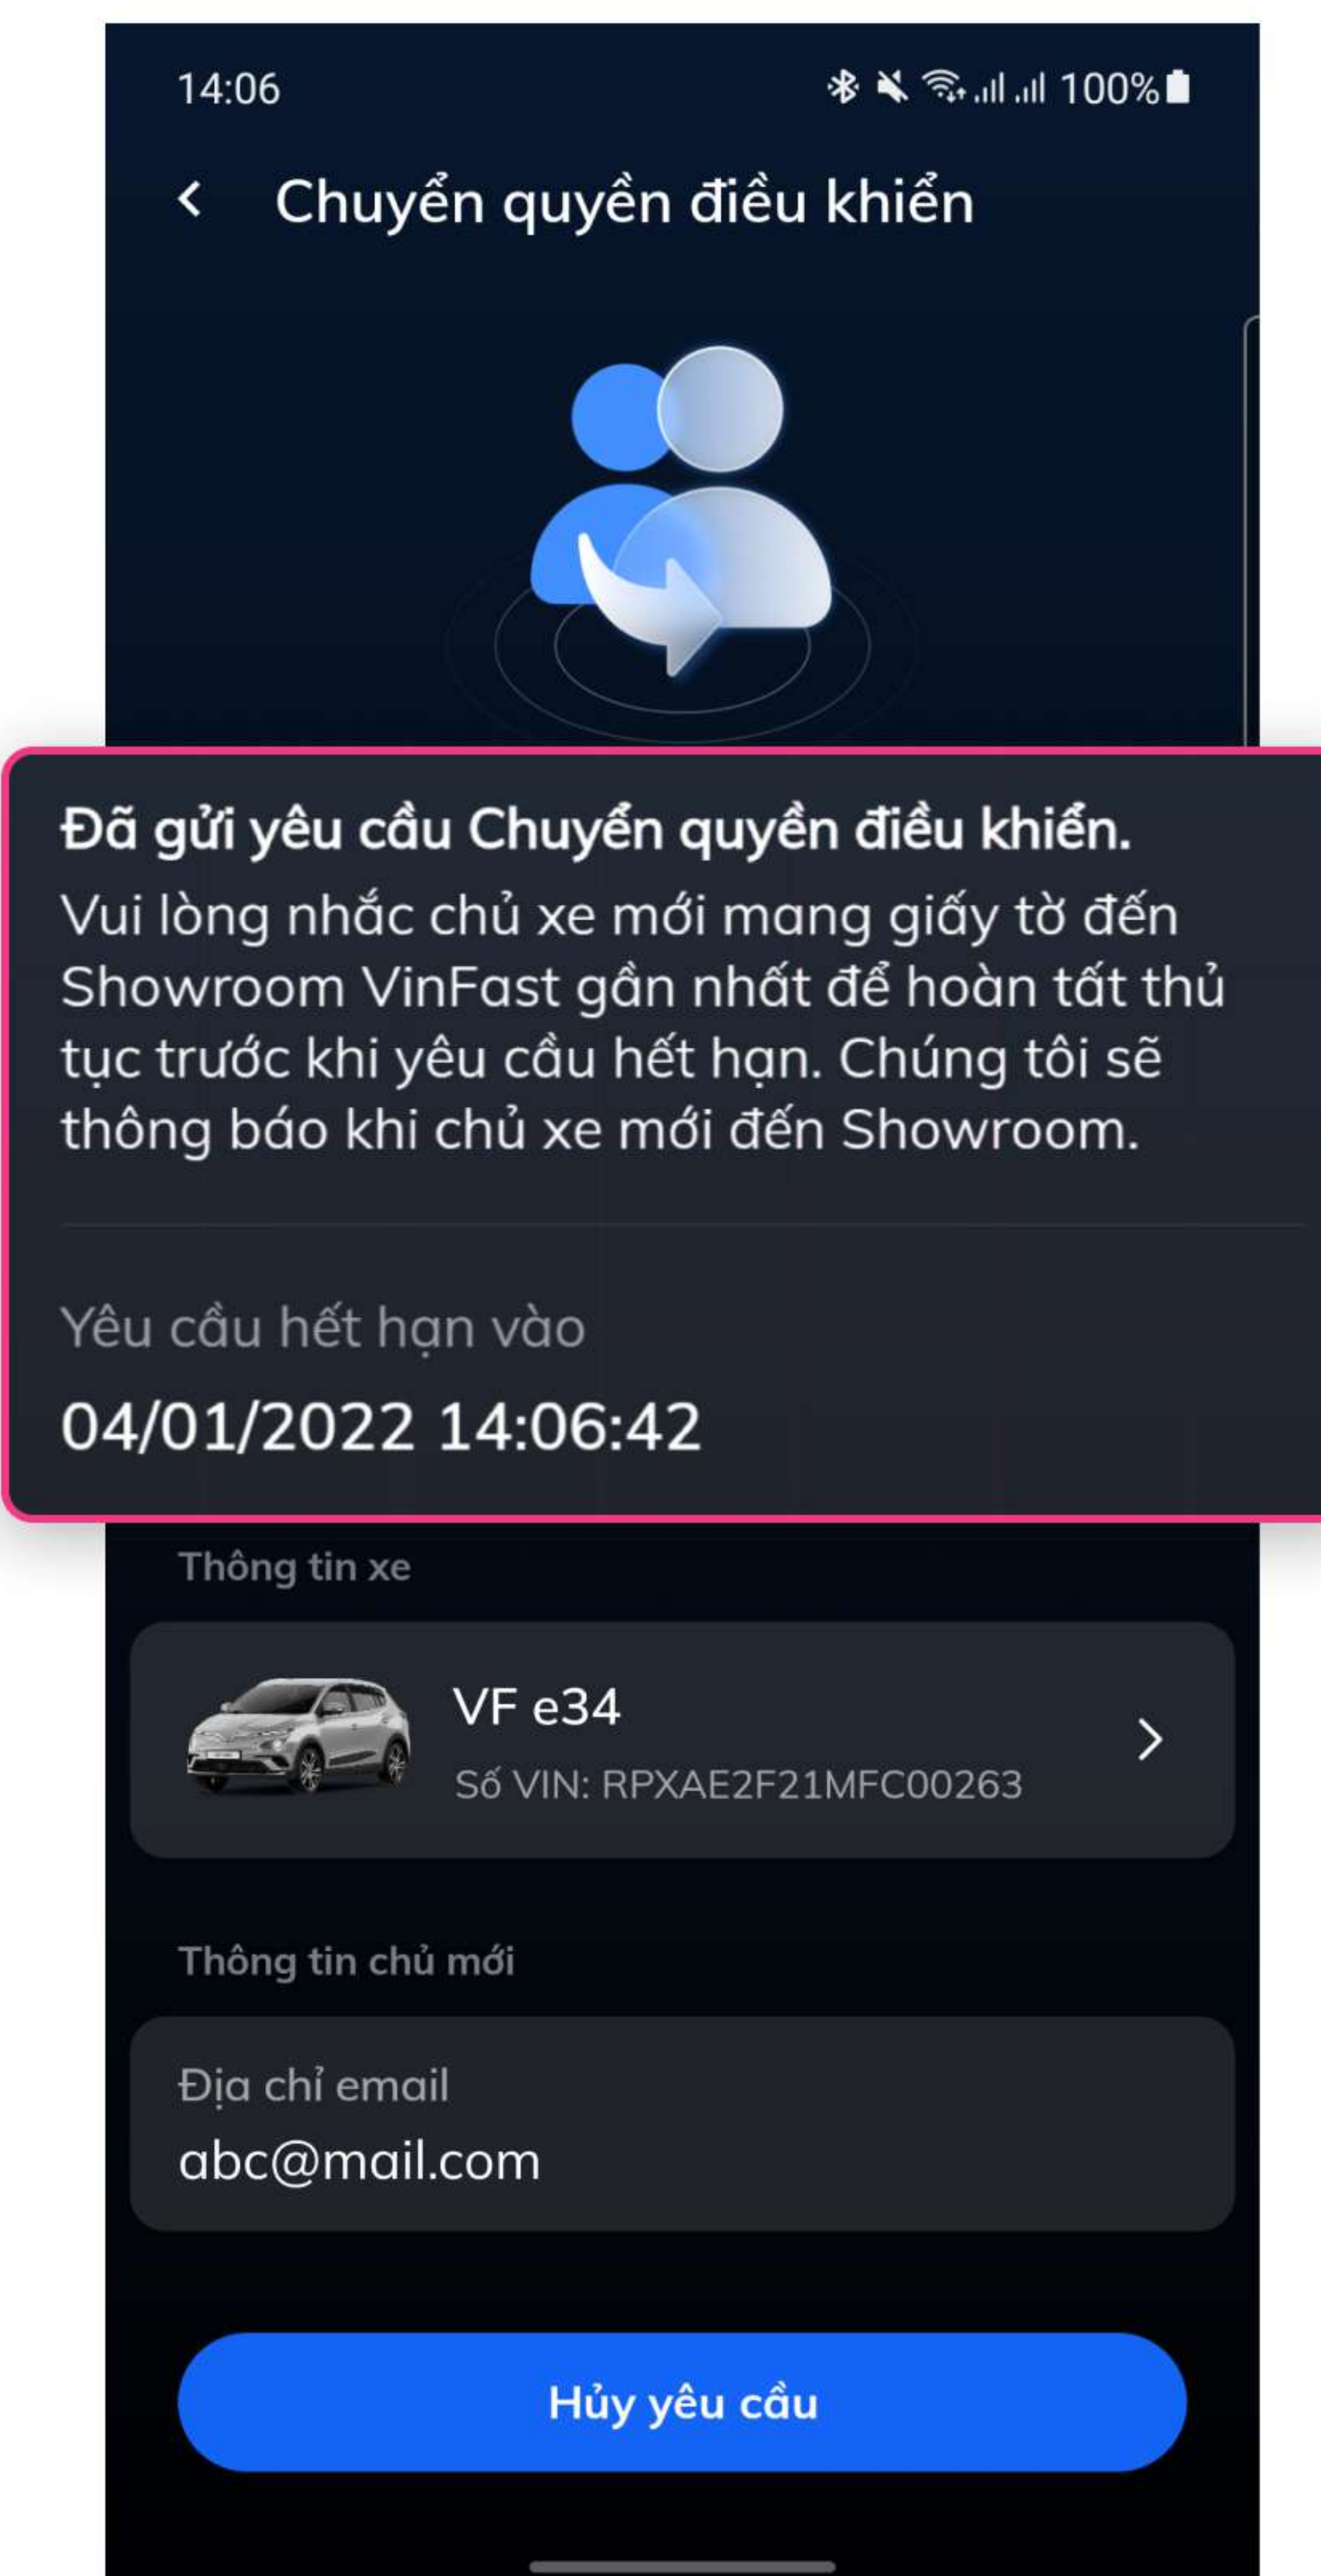 14:06
100%
Chuyển quyền điều khiển
Đã gửi yêu cầu Chuyển quyền điều khiển.
Vui lòng nhắc chủ xe mới mang giấy tờ đến
Showroom VinFast gần nhất để hoàn tất thủ
tục trước khi yêu cầu hết hạn. Chúng tôi sẽ
thông báo khi chủ xe mới đến Showroom.
Yêu cầu hết hạn vào
04/01/2022 14:06:42
Thông tin xe
VF e34
Số VIN: RPXAE2F21MFC00263
Thông tin chủ mới
Địa chỉ email
abc@mail.com
Hủy yêu cầu